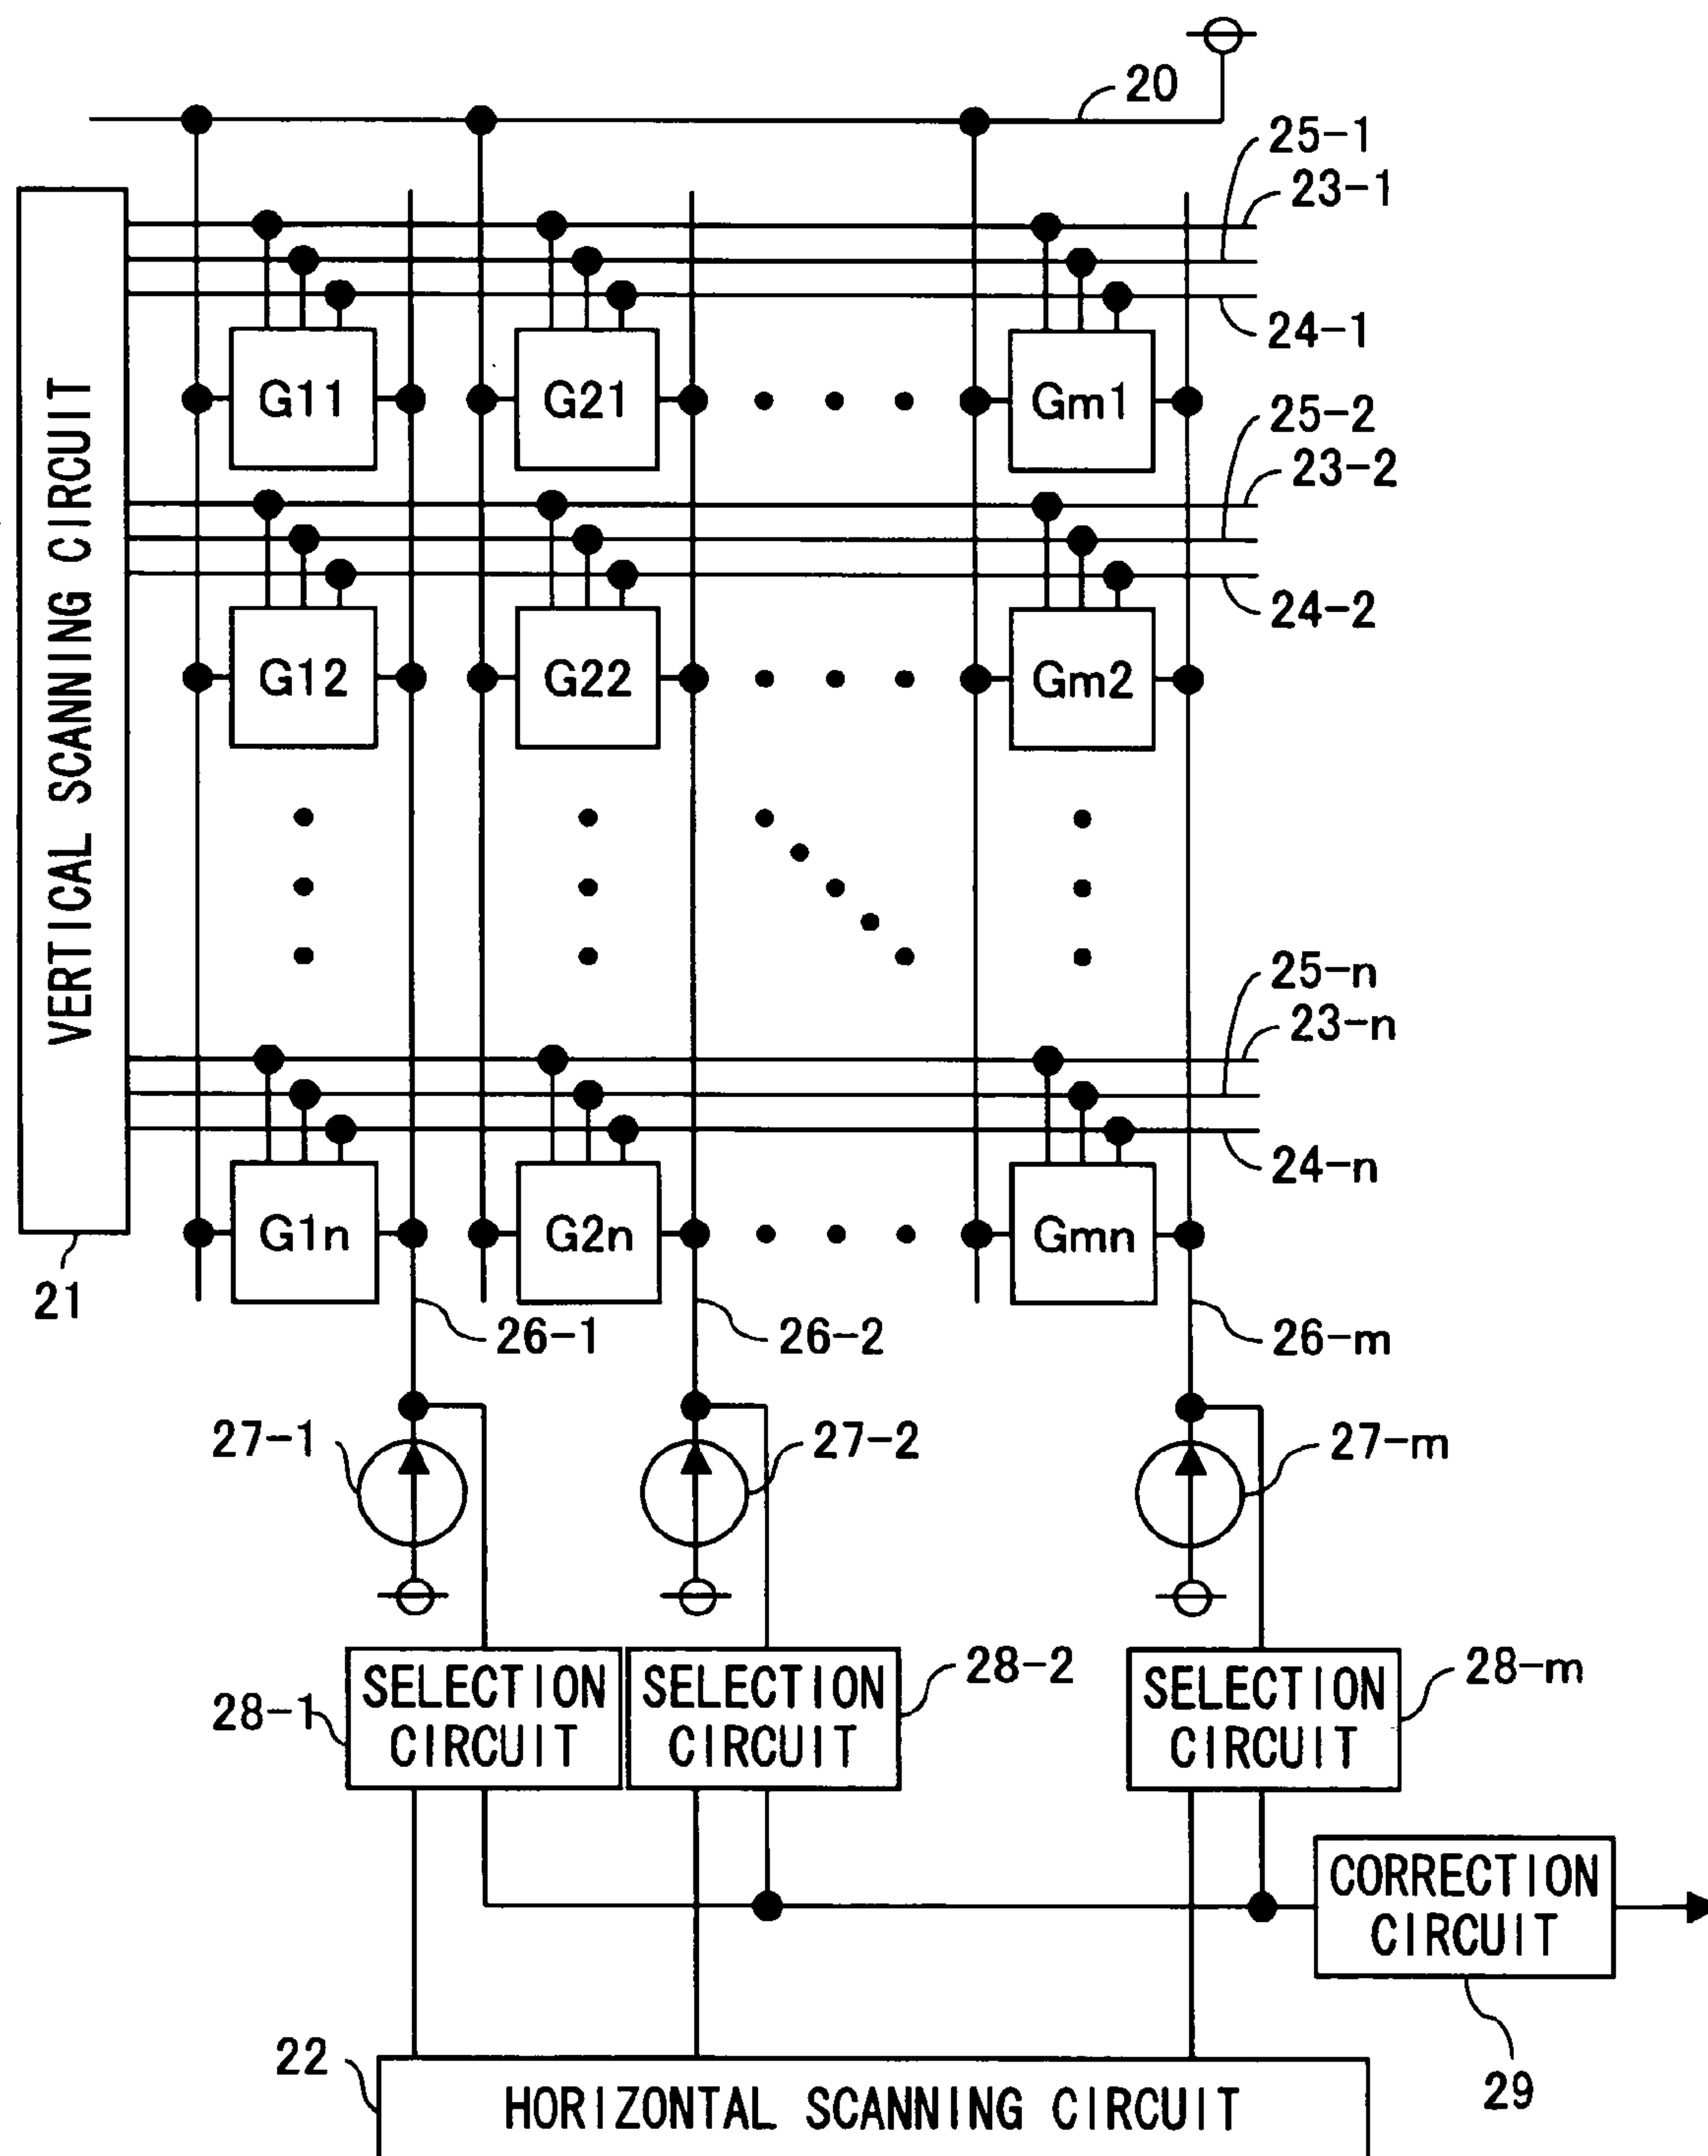 20
25-1
23-1
24-1
G11 G21 Gm1
25-2
23-2
24-2
G12 G22 Gm2
VERTICAL SCANNING CIRCUIT
25-n
23-n
24-n
G1n G2n Gmn
21
26-1 26-2 26-m
27-1 27-2 27-m
SELECTION
CIRCUIT
28-1
SELECTION
CIRCUIT
28-2
SELECTION
CIRCUIT
28-m
CORRECTION
CIRCUIT
29
22
HORIZONTAL SCANNING CIRCUIT